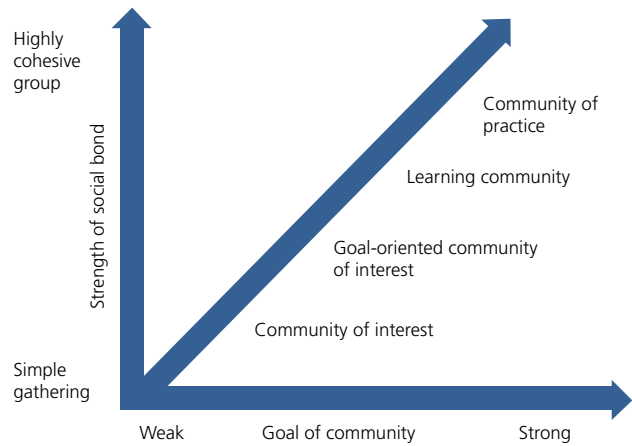 Highly
cohesive
group
Strength of social bond
Community of
practice
Learning community
Goal-oriented community
of interest
Community of interest
Simple
gathering
Weak
Goal of community
Strong